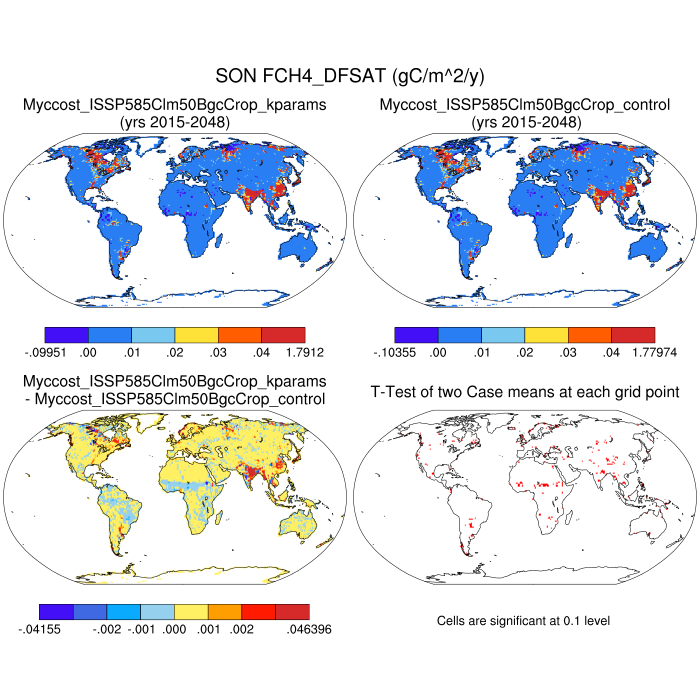 SON FCH4_DFSAT (gC/m^2/y)
Myccost_ISSP585Clm50BgcCrop_kparams
(yrs 2015-2048)
Myccost_ISSP585Clm50BgcCrop_control
(yrs 2015-2048)
-.09951 .00 .01 .02 .03 .04 1.7912
-.10355 .00 .01 .02 .03 .04 1.77974
Myccost_ISSP585Clm50BgcCrop_kparams
- Myccost_ISSP585Clm50BgcCrop_control
T-Test of two Case means at each grid point
-.04155 -.002 -.001 .000 .001 .002 .046396
Cells are significant at 0.1 level